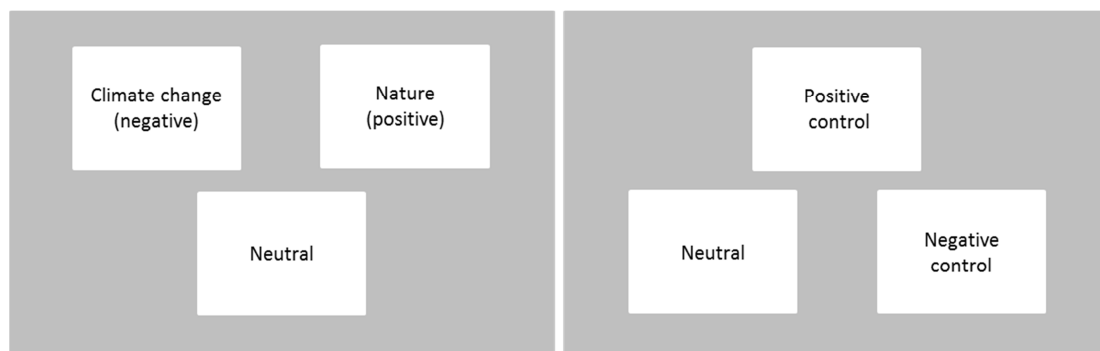 Climate change
(negative)
Nature
(positive)
Neutral
Positive
control
Neutral
Negative
control